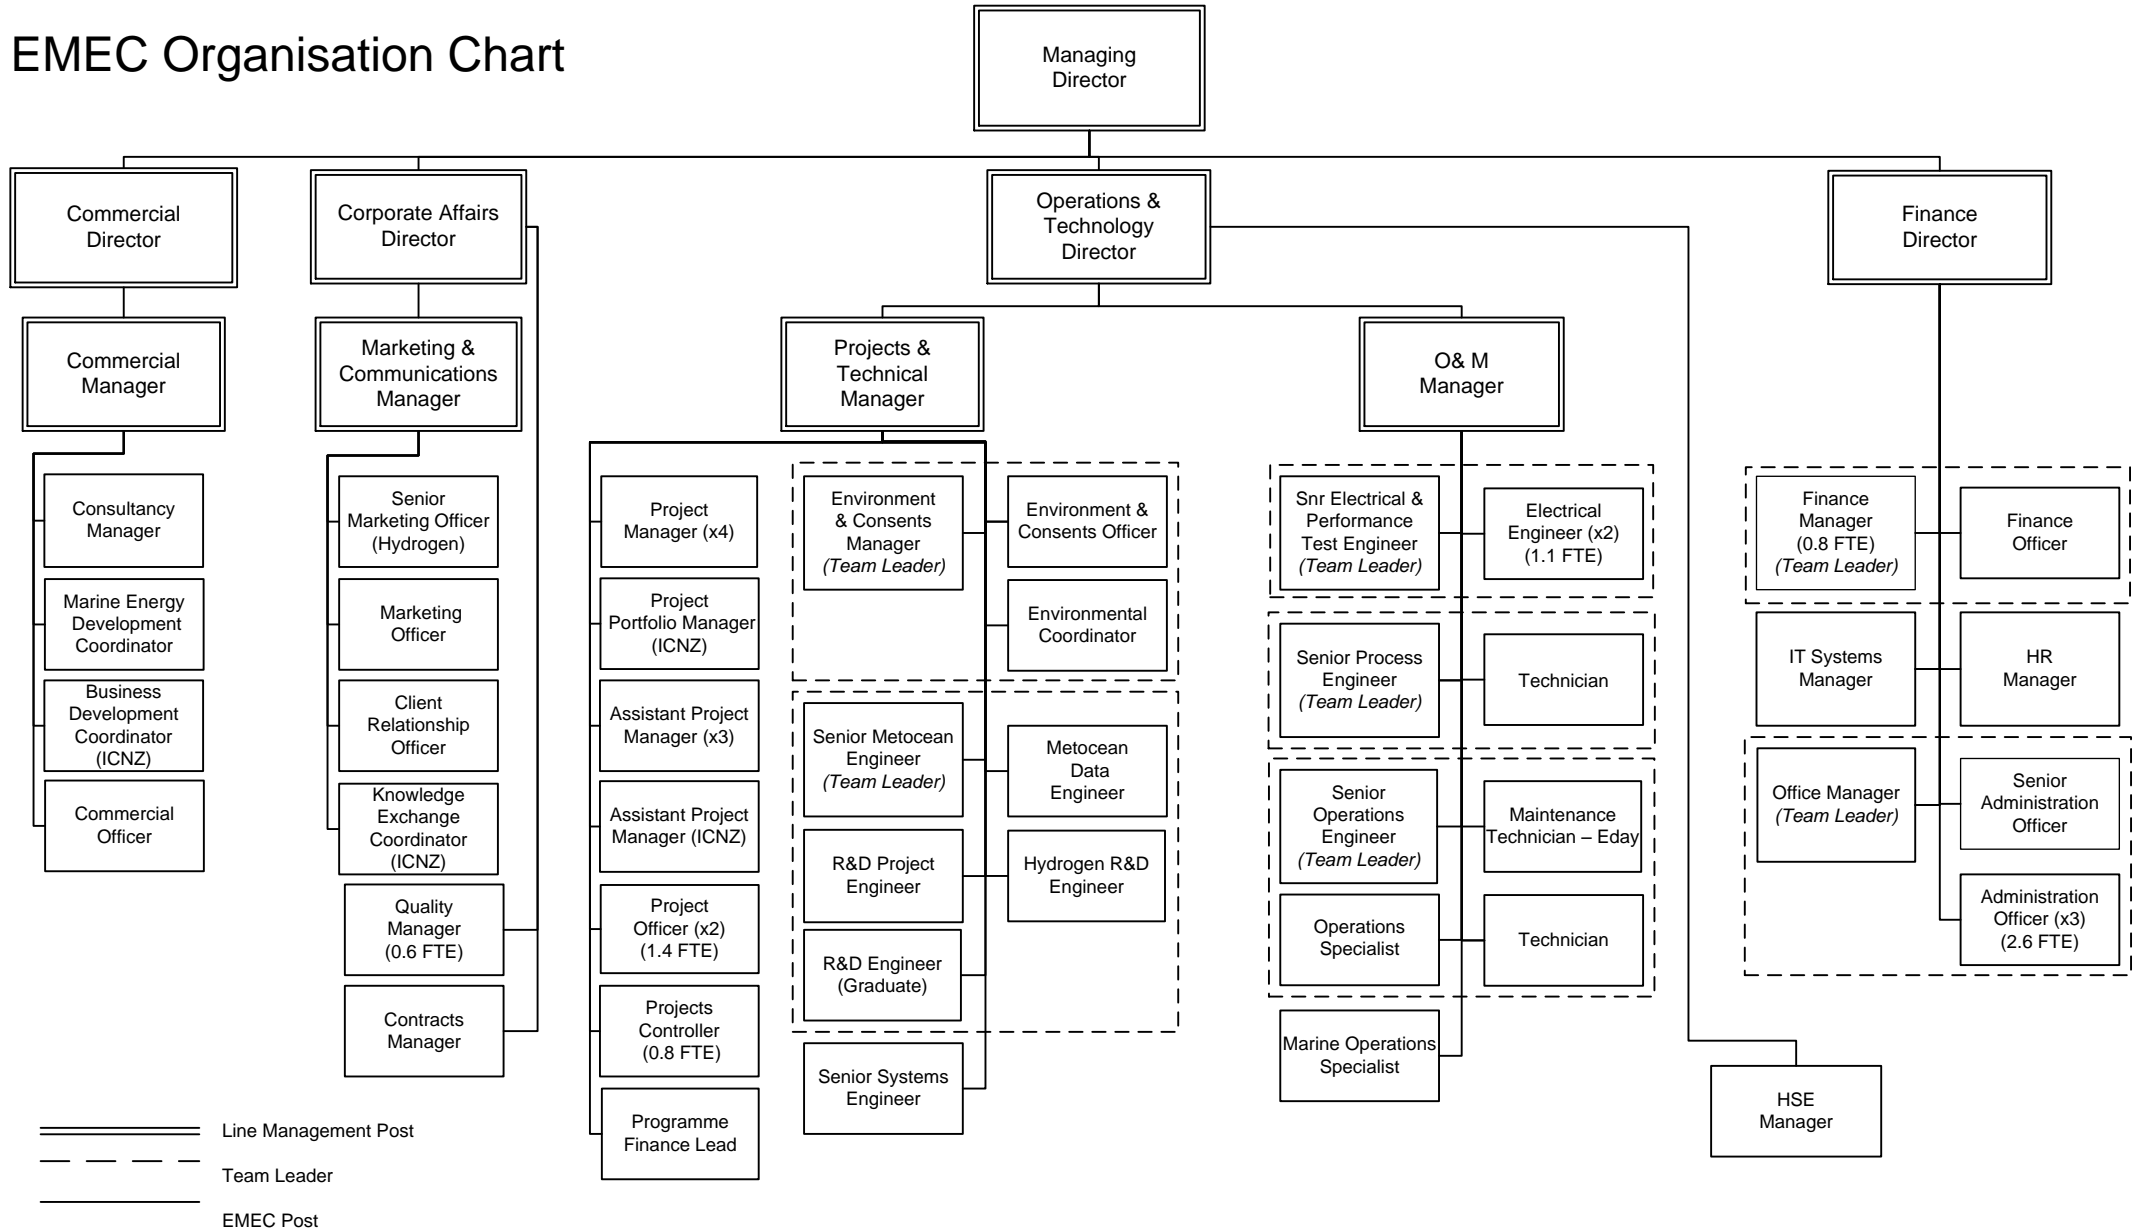 EMEC Organisation Chart
Managing
Director
Commercial
Director
Corporate Affairs
Director
Operations &
Technology
Director
Finance
Director
Commercial
Manager
Marketing &
Communications
Manager
Projects &
Technical
Manager
O& M
Manager
Consultancy
Manager
Marine Energy
Development
Coordinator
Business
Development
Coordinator
(ICNZ)
Commercial
Officer
Senior
Marketing Officer
(Hydrogen)
Marketing
Officer
Client
Relationship
Officer
Knowledge
Exchange
Coordinator
(ICNZ)
Quality
Manager
(0.6 FTE)
Contracts
Manager
Project
Manager (x4)
Project
Portfolio Manager
(ICNZ)
Assistant Project
Manager (x3)
Assistant Project
Manager (ICNZ)
Project
Officer (x2)
(1.4 FTE)
Projects
Controller
(0.8 FTE)
Programme
Finance Lead
Environment
& Consents
Manager
(Team Leader)
Environment &
Consents Officer
Environmental
Coordinator
Senior Metocean
Engineer
(Team Leader)
Metocean
Data
Engineer
R&D Project
Engineer
Hydrogen R&D
Engineer
R&D Engineer
(Graduate)
Senior Systems
Engineer
Snr Electrical &
Performance
Test Engineer
(Team Leader)
Electrical
Engineer (x2)
(1.1 FTE)
Senior Process
Engineer
(Team Leader)
Technician
Senior
Operations
Engineer
(Team Leader)
Maintenance
Technician – Eday
Operations
Specialist
Technician
Marine Operations
Specialist
Finance
Manager
(0.8 FTE)
(Team Leader)
Finance
Officer
IT Systems
Manager
HR
Manager
Office Manager
(Team Leader)
Senior
Administration
Officer
Administration
Officer (x3)
(2.6 FTE)
HSE
Manager
Line Management Post
Team Leader
EMEC Post